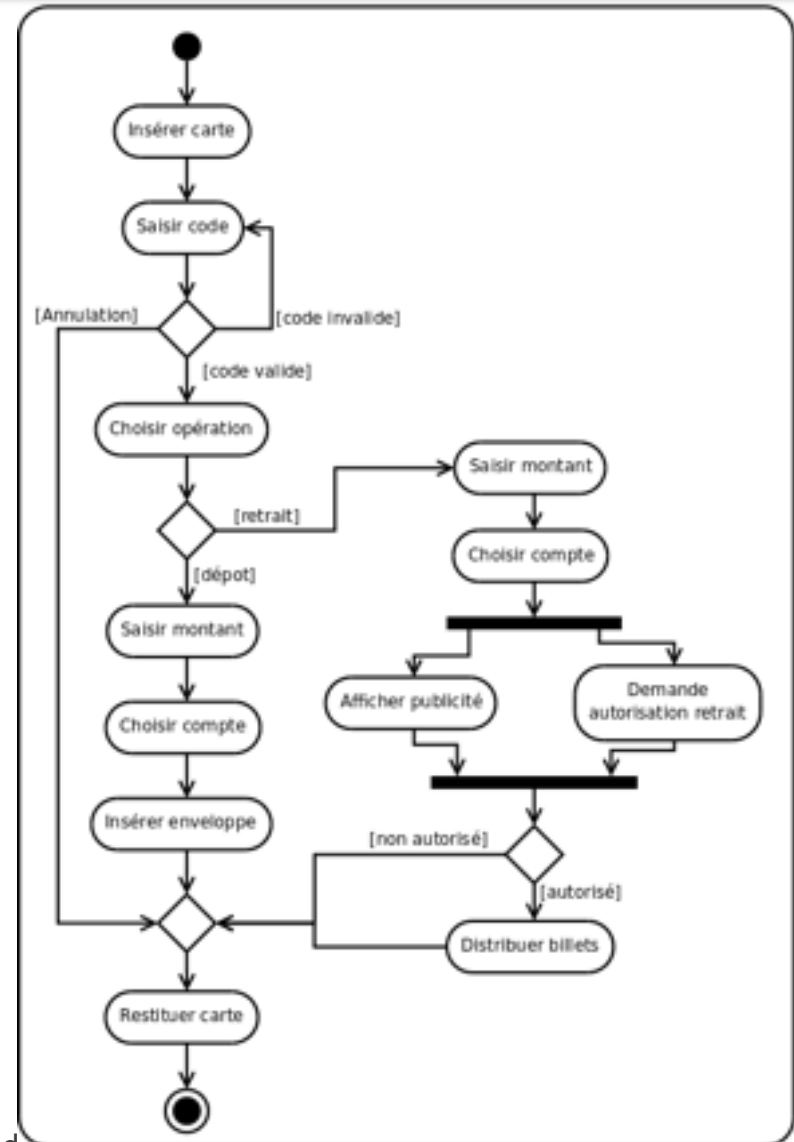 Insérer carte
Saisir code
[Annulation]
[code invalide]
[code valide]
Choisir opération
[retrait]
[dépot]
Saisir montant
Choisir compte
Afficher publicité
Demande
autorisation retrait
[non autorisé]
[autorisé]
Distribuer billets
Saisir montant
Choisir compte
Insérer enveloppe
Restituer carte
d